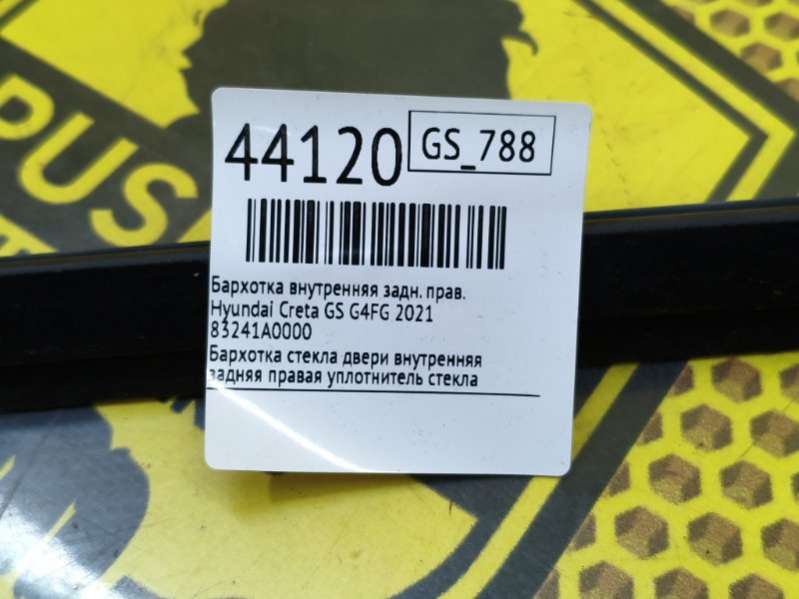 PUS
44120
GS_788
Бархотка внутренняя задн. прав.
Hyundai Creta GS G4FG 2021
83241A0000
Бархотка стекла двери внутренняя
задняя правая уплотнитель стекла